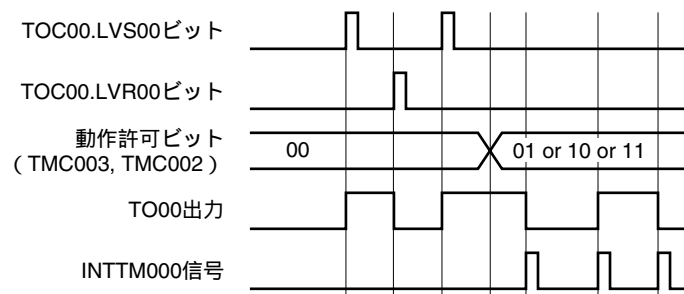 TOC00.LVS00ビット
TOC00.LVR00ビット
動作許可ビット
（TMC003, TMC002）
00
01 or 10 or 11
TO00出力
INTTM000信号